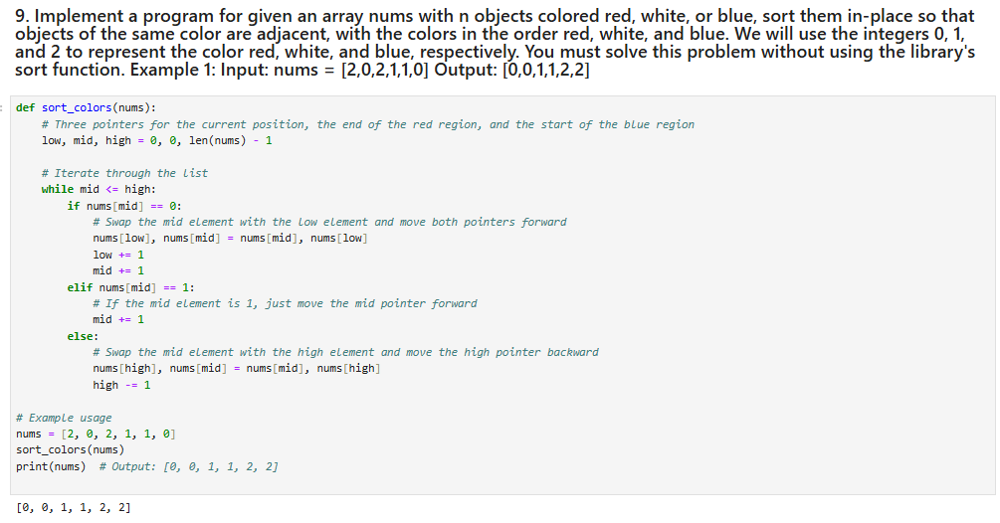 9. Implement a program for given an array nums with n objects colored red, white, or blue, sort them in-place so that
objects of the same color are adjacent, with the colors in the order red, white, and blue. We will use the integers 0, 1,
and 2 to represent the color red, white, and blue, respectively. You must solve this problem without using the library's
sort function. Example 1: Input: nums = [2,0,2,1,1,0] Output: [0,0,1,1,2,2]
def sort_colors(nums):
    # Three pointers for the current position, the end of the red region, and the start of the blue region
    low, mid, high = 0, 0, len(nums) - 1
    # Iterate through the list
    while mid <= high:
        if nums[mid] == 0:
            # Swap the mid element with the low element and move both pointers forward
            nums[low], nums[mid] = nums[mid], nums[low]
            low += 1
            mid += 1
        elif nums[mid] == 1:
            # If the mid element is 1, just move the mid pointer forward
            mid += 1
        else:
            # Swap the mid element with the high element and move the high pointer backward
            nums[high], nums[mid] = nums[mid], nums[high]
            high -= 1
# Example usage
nums = [2, 0, 2, 1, 1, 0]
sort_colors(nums)
print(nums)  # Output: [0, 0, 1, 1, 2, 2]
[0, 0, 1, 1, 2, 2]